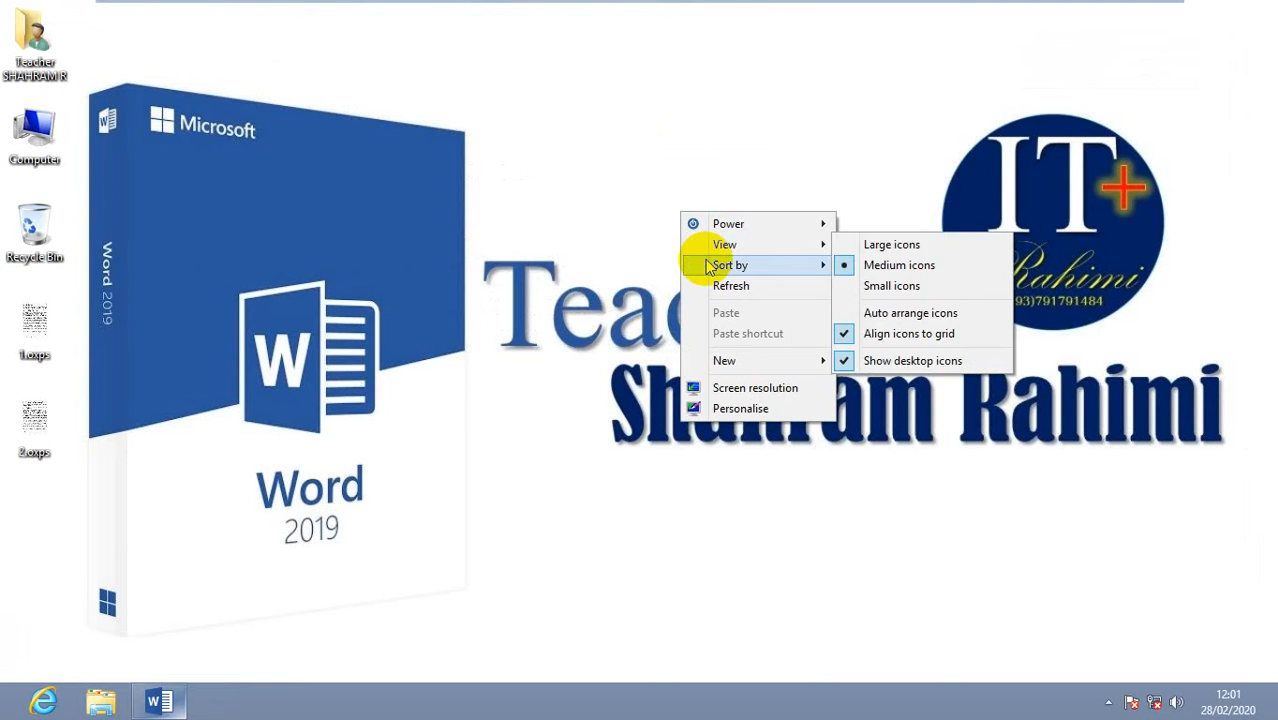 Teacher
SHAHRAM R
Computer
Recycle Bin
1.oxps
2.oxps
Microsoft
Word 2019
Word
2019
IT+
Rahimi
93)791791484
Teac
Shahram Rahimi
Power
View
Sort by
Refresh
Paste
Paste shortcut
New
Screen resolution
Personalise
Large icons
Medium icons
Small icons
Auto arrange icons
Align icons to grid
Show desktop icons
12:01
28/02/2020